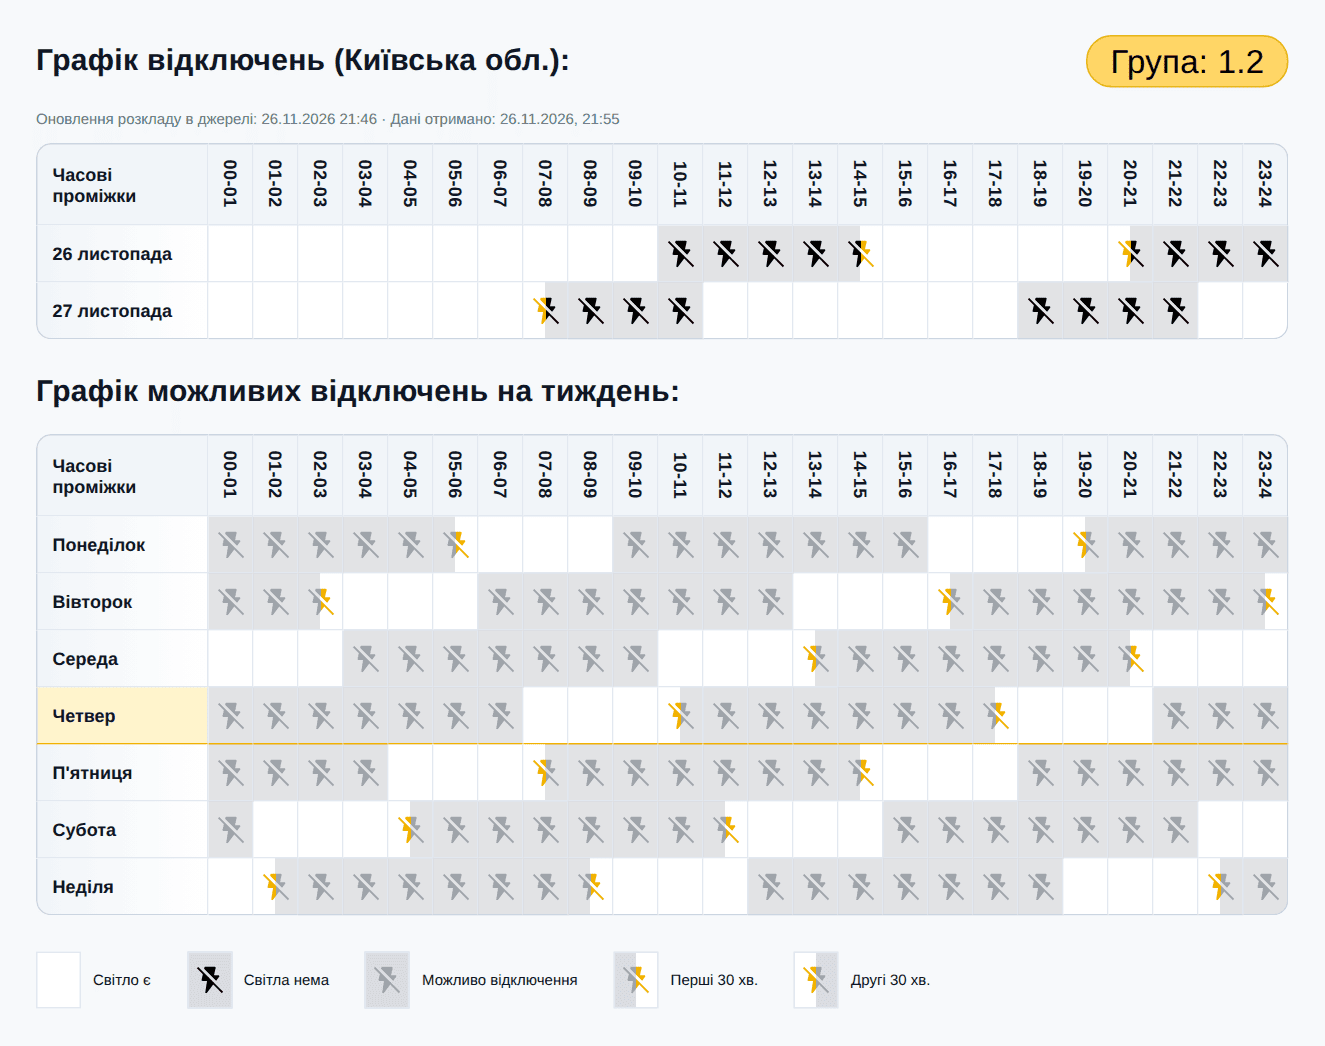 Графік відключень (Київська обл.):
Група: 1.2
Оновлення розкладу в джерелі: 26.11.2026 21:46 · Дані отримано: 26.11.2026, 21:55
Часові проміжки 00-01 01-02 02-03 03-04 04-05 05-06 06-07 07-08 08-09 09-10 10-11 11-12 12-13 13-14 14-15 15-16 16-17 17-18 18-19 19-20 20-21 21-22 22-23 23-24
26 листопада
27 листопада
Графік можливих відключень на тиждень:
Часові проміжки 00-01 01-02 02-03 03-04 04-05 05-06 06-07 07-08 08-09 09-10 10-11 11-12 12-13 13-14 14-15 15-16 16-17 17-18 18-19 19-20 20-21 21-22 22-23 23-24
Понеділок
Вівторок
Середа
Четвер
П'ятниця
Субота
Неділя
Світло є Світла нема Можливо відключення Перші 30 хв. Другі 30 хв.